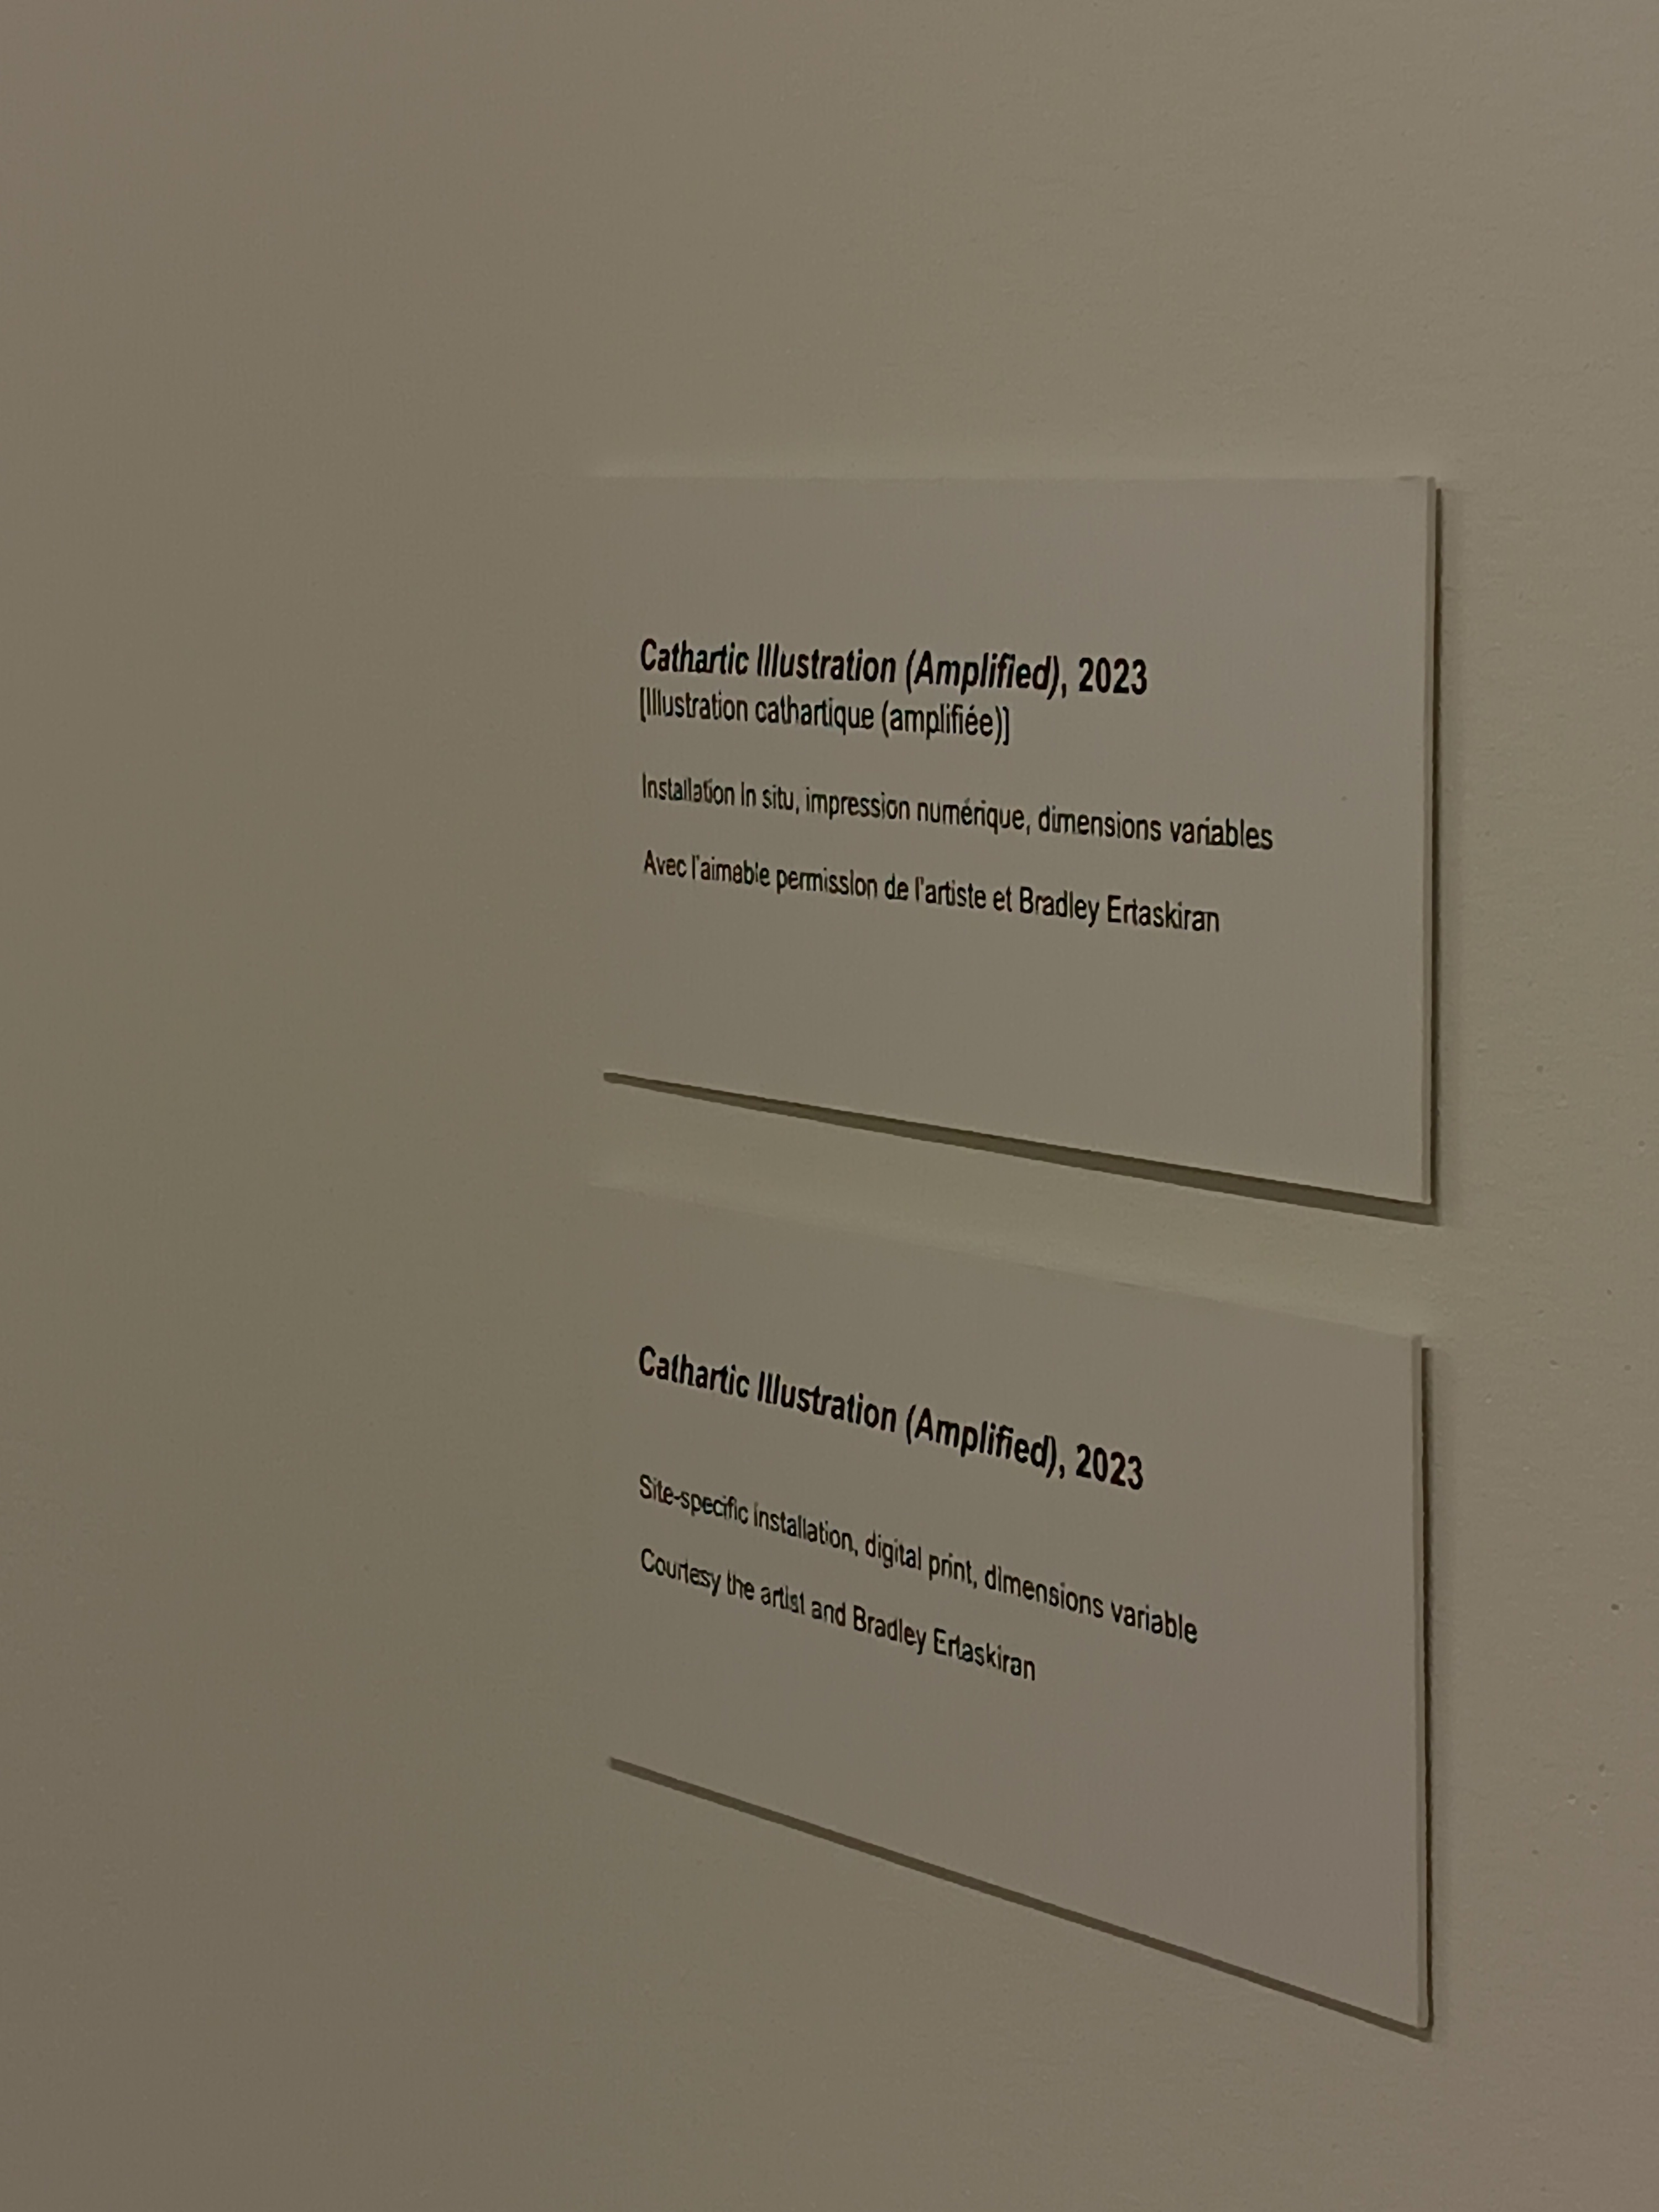 Cathartic Illustration (Amplified), 2023
[Illustration cathartique (amplifiée)]
Installation in situ, impression numérique, dimensions variables
Avec l'aimable permission de l'artiste et Bradley Ertaskiran
Cathartic Illustration (Amplified), 2023
Site-specific installation, digital print, dimensions variable
Courtesy the artist and Bradley Ertaskiran